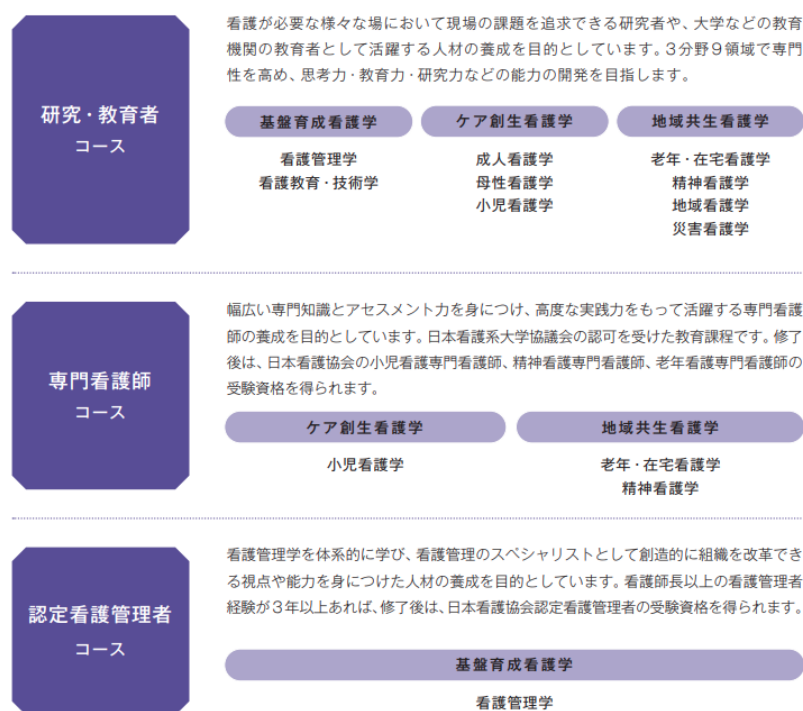 研究・教育者
コース
看護が必要な様々な場において現場の課題を追求できる研究者や、大学などの教育
機関の教育者として活躍する人材の養成を目的としています。3分野9領域で専門
性を高め、思考力・教育力・研究力などの能力の開発を目指します。
基盤育成看護学
看護管理学
看護教育・技術学
ケア創生看護学
成人看護学
母性看護学
小児看護学
地域共生看護学
老年・在宅看護学
精神看護学
地域看護学
災害看護学
専門看護師
コース
幅広い専門知識とアセスメント力を身につけ、高度な実践力をもって活躍する専門看護
師の養成を目的としています。日本看護系大学協議会の認可を受けた教育課程です。修了
後は、日本看護協会の小児看護専門看護師、精神看護専門看護師、老年看護専門看護師の
受験資格を得られます。
ケア創生看護学
小児看護学
地域共生看護学
老年・在宅看護学
精神看護学
認定看護管理者
コース
看護管理学を体系的に学び、看護管理のスペシャリストとして創造的に組織を改革でき
る視点や能力を身につけた人材の養成を目的としています。看護師長以上の看護管理者
経験が3年以上あれば、修了後は、日本看護協会認定看護管理者の受験資格を得られます。
基盤育成看護学
看護管理学